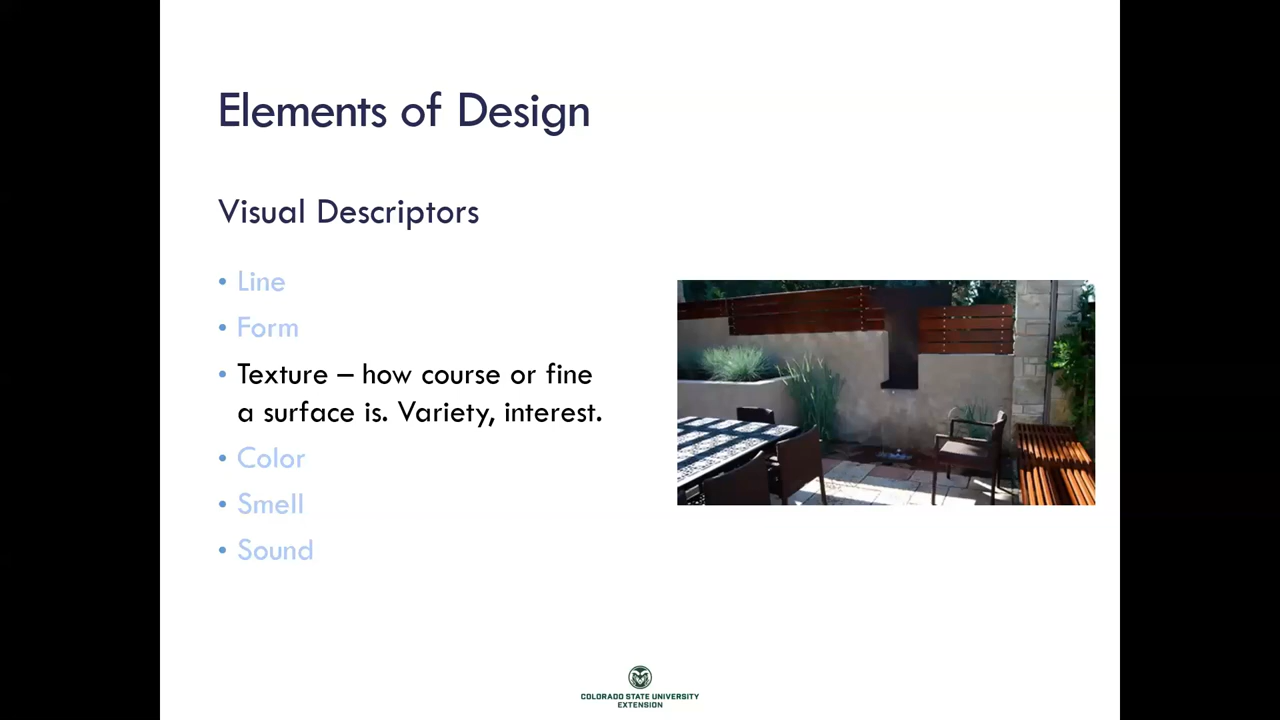 Elements of Design
Visual Descriptors
• Line
• Form
• Texture – how course or fine
a surface is. Variety, interest.
• Color
• Smell
• Sound
COLORADO STATE UNIVERSITY
EXTENSION